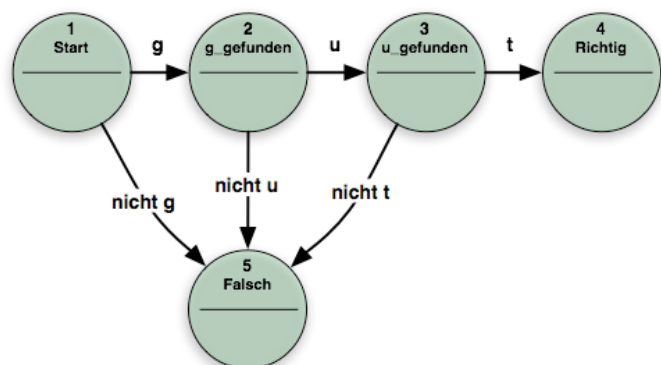 1
Start
g
2
g_gefunden
u
3
u_gefunden
t
4
Richtig
nicht g
nicht u
nicht t
5
Falsch